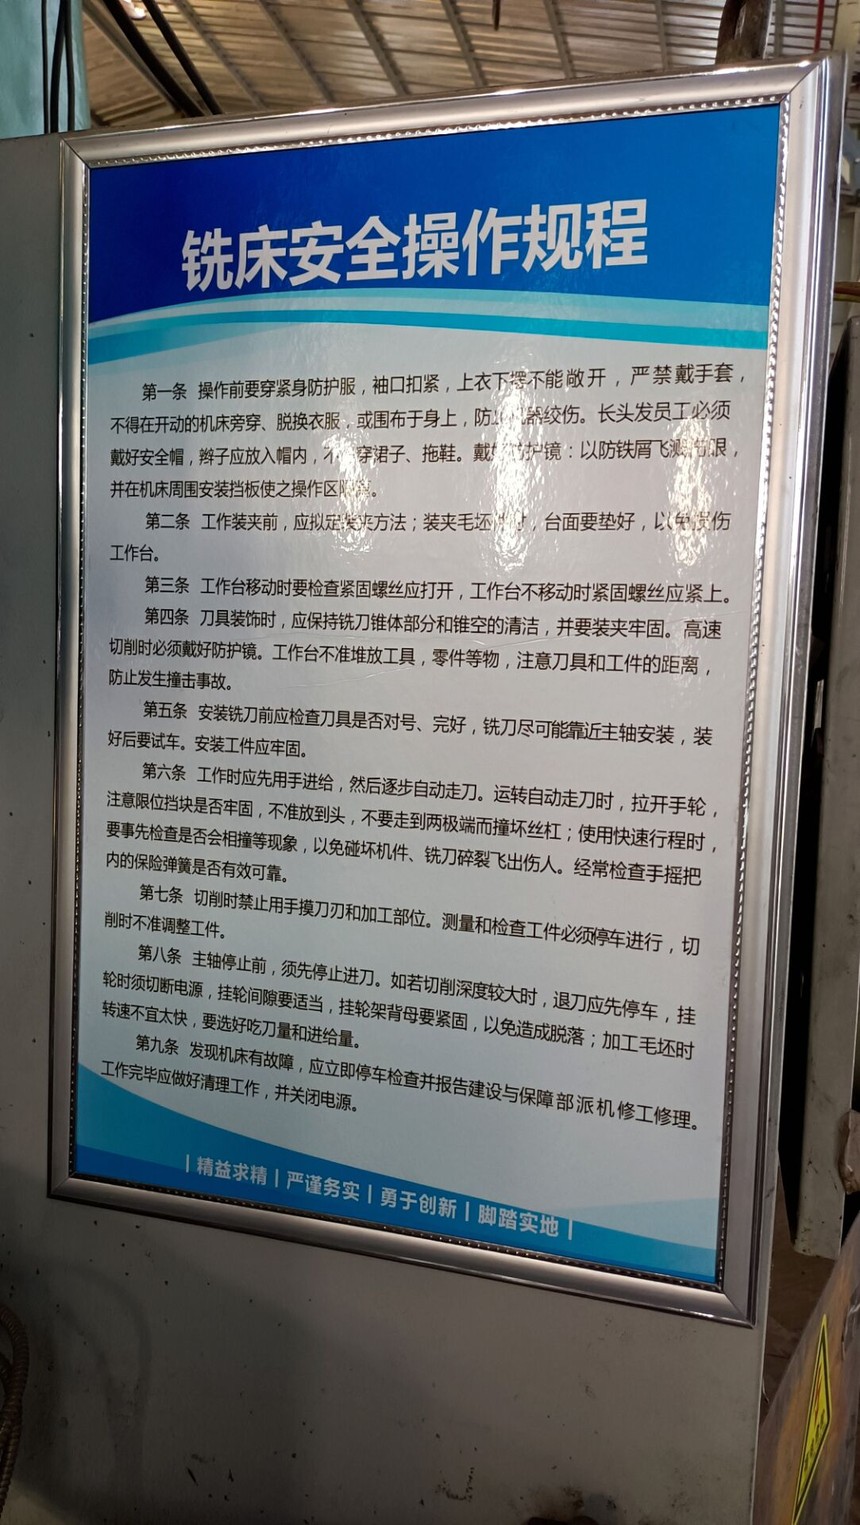 铣床安全操作规程
第一条 操作前要穿紧身防护服，袖口扣紧，上衣下摆不能敞开，严禁戴手套，
不得在开动的机床旁穿、脱换衣服，或围布于身上，防 器绞伤。长头发员工必须
戴好安全帽，辫子应放入帽内，不 穿裙子、拖鞋。戴好防护镜：以防铁屑飞溅伤眼，
并在机床周围安装挡板使之操作区隔离。
第二条 工作装夹前，应拟定装夹方法；装夹毛坯件时，台面要垫好，以免损伤
工作台。
第三条 工作台移动时要检查紧固螺丝应打开，工作台不移动时紧固螺丝应紧上。
第四条 刀具装饰时，应保持铣刀锥体部分和锥空的清洁，并要装夹牢固。高速
切削时必须戴好防护镜。工作台不准堆放工具，零件等物，注意刀具和工件的距离，
防止发生撞击事故。
第五条 安装铣刀前应检查刀具是否对号、完好，铣刀尽可能靠近主轴安装，装
好后要试车。安装工件应牢固。
第六条 工作时应先用手进给，然后逐步自动走刀。运转自动走刀时，拉开手轮，
注意限位挡块是否牢固，不准放到头，不要走到两极端而撞坏丝杠；使用快速行程时，
要事先检查是否会相撞等现象，以免碰坏机件、铣刀碎裂飞出伤人。经常检查手摇把
内的保险弹簧是否有效可靠。
第七条 切削时禁止用手摸刀刃和加工部位。测量和检查工件必须停车进行，切
削时不准调整工件。
第八条 主轴停止前，须先停止进刀。如若切削深度较大时，退刀应先停车，挂
轮时须切断电源，挂轮间隙要适当，挂轮架背母要紧固，以免造成脱落；加工毛坯时
转速不宜太快，要选好吃刀量和进给量。
第九条 发现机床有故障，应立即停车检查并报告建设与保障部派机修工修理。
工作完毕应做好清理工作，并关闭电源。
|精益求精|严谨务实|勇于创新|脚踏实地|